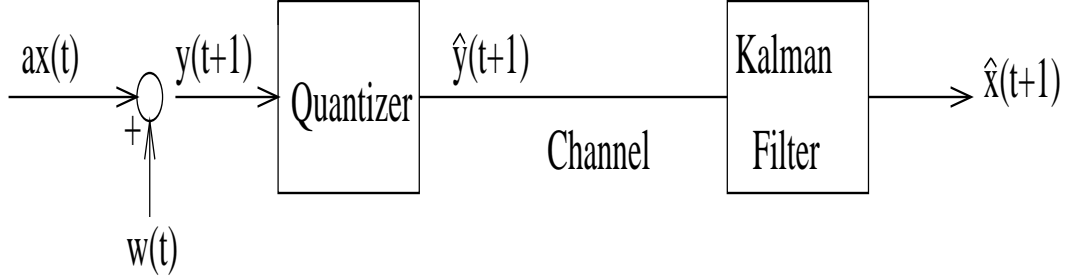 ax(t)
+
w(t)
y(t+1)
Quantizer
ŷ(t+1)
Channel
Kalman
Filter
x̂(t+1)